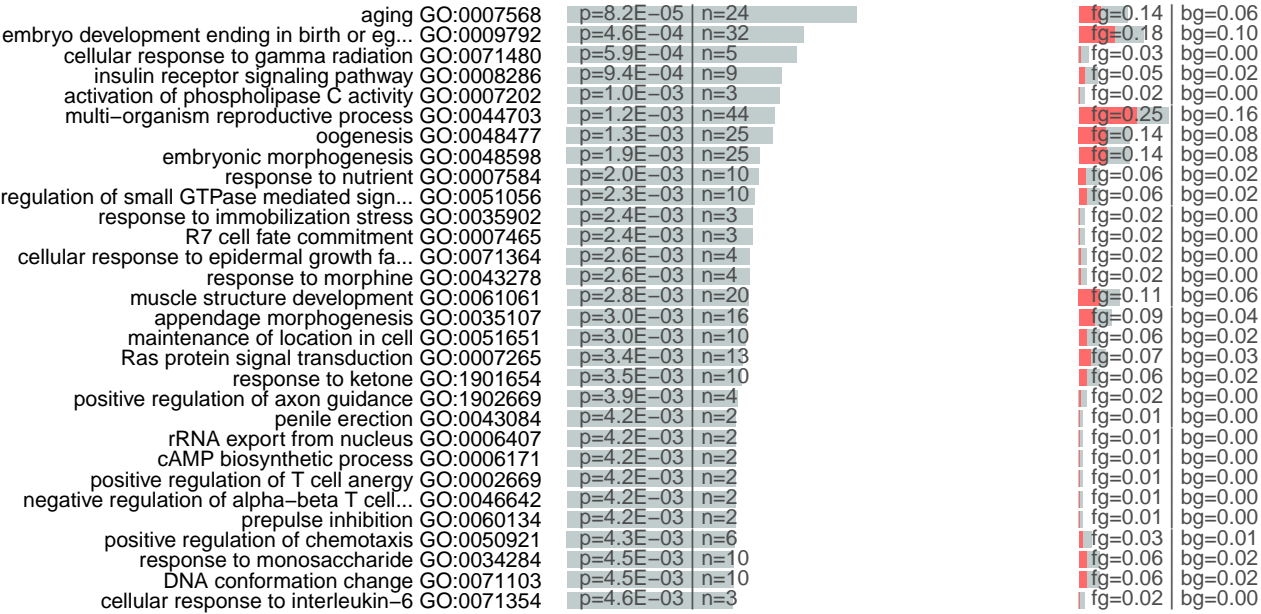 aging GO:0007568 p=8.2E−05 | n=24 fg=0.14 | bg=0.06
embryo development ending in birth or eg... GO:0009792 p=4.6E−04 | n=32 fg=0.18 | bg=0.10
cellular response to gamma radiation GO:0071480 p=5.9E−04 | n=5 fg=0.03 | bg=0.00
insulin receptor signaling pathway GO:0008286 p=9.4E−04 | n=9 fg=0.05 | bg=0.02
activation of phospholipase C activity GO:0007202 p=1.0E−03 | n=3 fg=0.02 | bg=0.00
multi−organism reproductive process GO:0044703 p=1.2E−03 | n=44 fg=0.25 | bg=0.16
oogenesis GO:0048477 p=1.3E−03 | n=25 fg=0.14 | bg=0.08
embryonic morphogenesis GO:0048598 p=1.9E−03 | n=25 fg=0.14 | bg=0.08
response to nutrient GO:0007584 p=2.0E−03 | n=10 fg=0.06 | bg=0.02
regulation of small GTPase mediated sign... GO:0051056 p=2.3E−03 | n=10 fg=0.06 | bg=0.02
response to immobilization stress GO:0035902 p=2.4E−03 | n=3 fg=0.02 | bg=0.00
R7 cell fate commitment GO:0007465 p=2.4E−03 | n=3 fg=0.02 | bg=0.00
cellular response to epidermal growth fa... GO:0071364 p=2.6E−03 | n=4 fg=0.02 | bg=0.00
response to morphine GO:0043278 p=2.6E−03 | n=4 fg=0.02 | bg=0.00
muscle structure development GO:0061061 p=2.8E−03 | n=20 fg=0.11 | bg=0.06
appendage morphogenesis GO:0035107 p=3.0E−03 | n=16 fg=0.09 | bg=0.04
maintenance of location in cell GO:0051651 p=3.0E−03 | n=10 fg=0.06 | bg=0.02
Ras protein signal transduction GO:0007265 p=3.4E−03 | n=13 fg=0.07 | bg=0.03
response to ketone GO:1901654 p=3.5E−03 | n=10 fg=0.06 | bg=0.02
positive regulation of axon guidance GO:1902669 p=3.9E−03 | n=4 fg=0.02 | bg=0.00
penile erection GO:0043084 p=4.2E−03 | n=2 fg=0.01 | bg=0.00
rRNA export from nucleus GO:0006407 p=4.2E−03 | n=2 fg=0.01 | bg=0.00
cAMP biosynthetic process GO:0006171 p=4.2E−03 | n=2 fg=0.01 | bg=0.00
positive regulation of T cell anergy GO:0002669 p=4.2E−03 | n=2 fg=0.01 | bg=0.00
negative regulation of alpha−beta T cell... GO:0046642 p=4.2E−03 | n=2 fg=0.01 | bg=0.00
prepulse inhibition GO:0060134 p=4.2E−03 | n=2 fg=0.01 | bg=0.00
positive regulation of chemotaxis GO:0050921 p=4.3E−03 | n=6 fg=0.03 | bg=0.01
response to monosaccharide GO:0034284 p=4.5E−03 | n=10 fg=0.06 | bg=0.02
DNA conformation change GO:0071103 p=4.5E−03 | n=10 fg=0.06 | bg=0.02
cellular response to interleukin−6 GO:0071354 p=4.6E−03 | n=3 fg=0.02 | bg=0.00